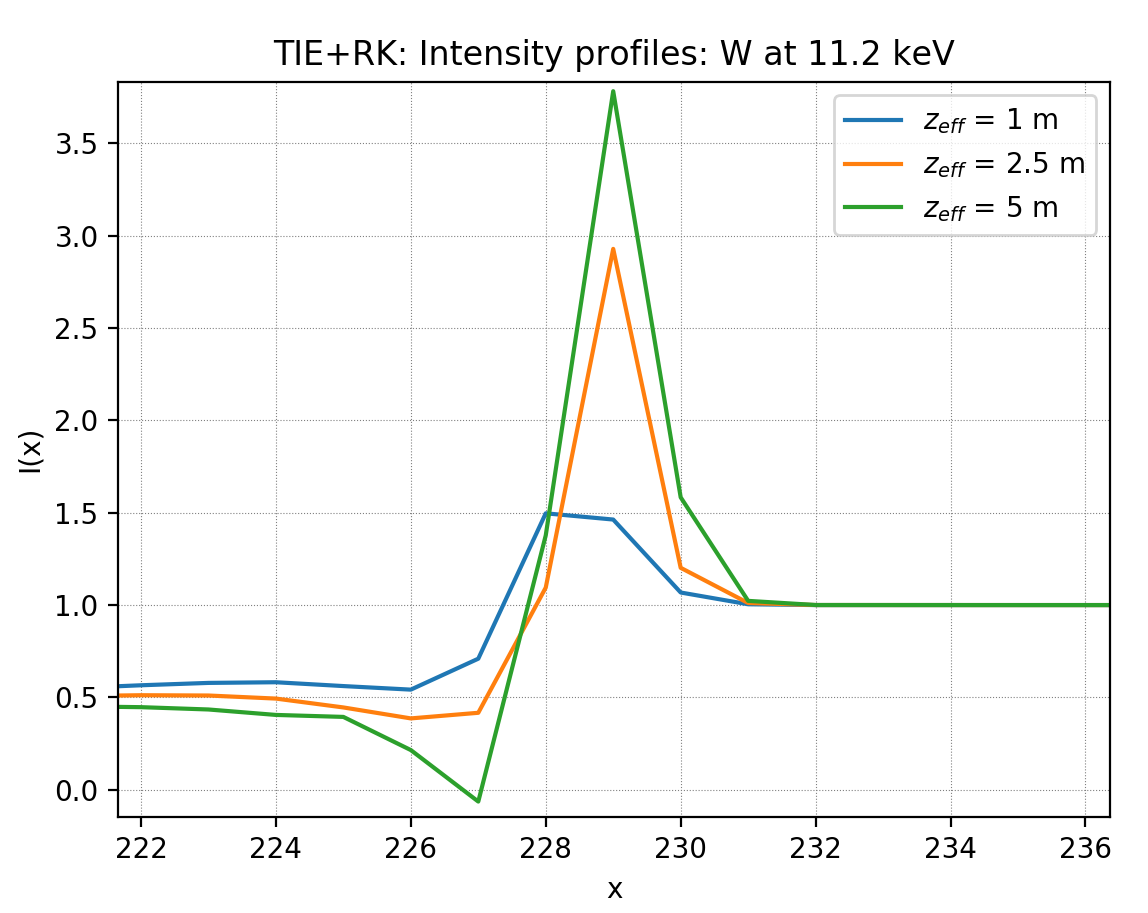 TIE+RK: Intensity profiles: W at 11.2 keV
z_eff = 1 m
z_eff = 2.5 m
z_eff = 5 m
I(x)
3.5
3.0
2.5
2.0
1.5
1.0
0.5
0.0
222 224 226 228 230 232 234 236
x